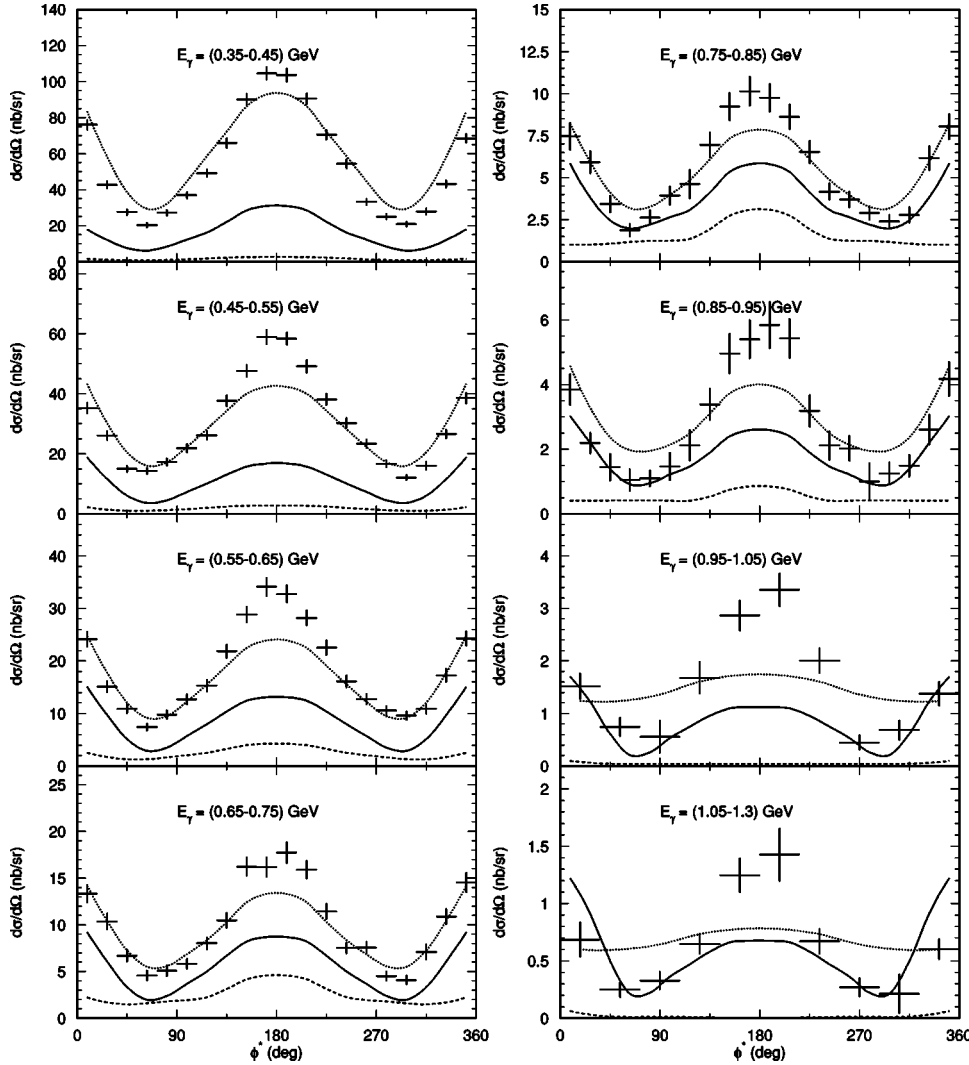 E_γ = (0.35-0.45) GeV
dσ/dΩ (nb/sr)
140
120
100
80
60
40
20
0
E_γ = (0.45-0.55) GeV
dσ/dΩ (nb/sr)
80
60
40
20
0
E_γ = (0.55-0.65) GeV
dσ/dΩ (nb/sr)
40
30
20
10
0
E_γ = (0.65-0.75) GeV
dσ/dΩ (nb/sr)
25
20
15
10
5
0
0 90 180 270 360
ϕ* (deg)
E_γ = (0.75-0.85) GeV
dσ/dΩ (nb/sr)
15
12.5
10
7.5
5
2.5
0
E_γ = (0.85-0.95) GeV
dσ/dΩ (nb/sr)
6
4
2
0
E_γ = (0.95-1.05) GeV
dσ/dΩ (nb/sr)
4
3
2
1
0
E_γ = (1.05-1.3) GeV
dσ/dΩ (nb/sr)
2
1.5
1
0.5
0
0 90 180 270 360
ϕ* (deg)